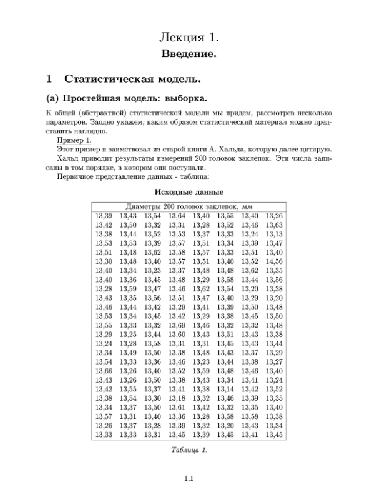 Лекция 1.
Введение.
1 Статистическая модель.
(a) Простейшая модель: выборка.
К общей (абстрактной) статистической модели мы придем, рассмотрев несколько
параметров. Заодно укажем, каким образом статистический материал можно пред-
ставить наглядно.
Пример 1.
Этот пример я заимствовал из старой книги А. Хальда, которую далее цитирую.
Хальд приводит результаты измерений 200 головок заклепок. Эти числа запи-
саны в том порядке, в котором они поступали.
Первичное представление данных - таблица:
Исходные данные
Диаметры 200 головок заклепок, мм
13,39 13,43 13,54 13,64 13,40 13,55 13,40 13,26
13,42 13,50 13,32 13,31 13,28 13,52 13,46 13,63
13,38 13,44 13,52 13,53 13,37 13,33 13,24 13,13
13,53 13,53 13,39 13,57 13,51 13,34 13,39 13,47
13,51 13,48 13,62 13,58 13,57 13,33 13,51 13,40
13,30 13,48 13,40 13,57 13,51 13,40 13,52 14,56
13,40 13,34 13,23 13,37 13,48 13,48 13,62 13,35
13,40 13,36 13,45 13,48 13,29 13,58 13,44 13,56
13,28 13,59 13,47 13,46 13,62 13,54 13,20 13,38
13,43 13,35 13,56 13,51 13,47 13,40 13,29 13,20
13,46 13,44 13,42 13,29 13,41 13,39 13,50 13,48
13,53 13,34 13,45 13,42 13,29 13,38 13,45 13,50
13,55 13,33 13,32 13,69 13,46 13,32 13,32 13,48
13,29 13,25 13,44 13,60 13,43 13,51 13,43 13,38
13,24 13,28 13,58 13,31 13,31 13,45 13,43 13,44
13,34 13,49 13,50 13,38 13,48 13,43 13,37 13,29
13,54 13,33 13,36 13,46 13,23 13,44 13,38 13,27
13,66 13,26 13,40 13,52 13,59 13,48 13,46 13,40
13,43 13,26 13,50 13,38 13,43 13,34 13,41 13,24
13,42 13,55 13,37 13,41 13,38 13,14 13,42 13,52
13,38 13,54 13,30 13,18 13,32 13,46 13,39 13,35
13,34 13,37 13,50 13,61 13,42 13,32 13,35 13,40
13,57 13,31 13,40 13,36 13,28 13,58 13,58 13,38
13,26 13,37 13,28 13,39 13,32 13,20 13,43 13,34
13,33 13,33 13,31 13,45 13,39 13,45 13,41 13,45
Таблица 1.
1.1